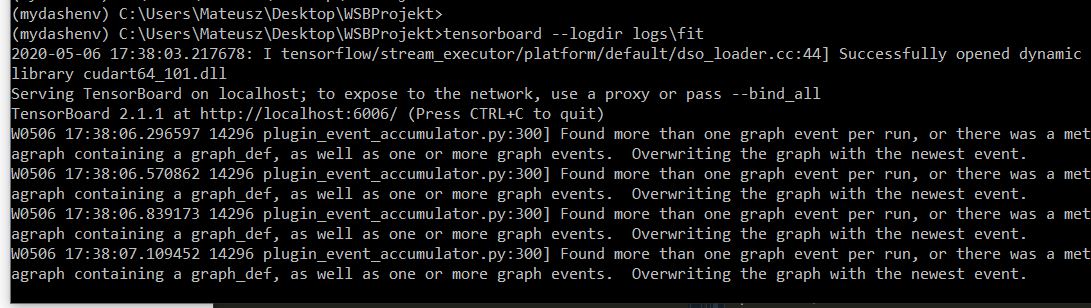 (mydashenv) C:\Users\Mateusz\Desktop\WSBProjekt>
(mydashenv) C:\Users\Mateusz\Desktop\WSBProjekt>tensorboard --logdir logs\fit
2020-05-06 17:38:03.217678: I tensorflow/stream_executor/platform/default/dso_loader.cc:44] Successfully opened dynamic
library cudart64_101.dll
Serving TensorBoard on localhost; to expose to the network, use a proxy or pass --bind_all
TensorBoard 2.1.1 at http://localhost:6006/ (Press CTRL+C to quit)
W0506 17:38:06.296597 14296 plugin_event_accumulator.py:300] Found more than one graph event per run, or there was a met
agraph containing a graph_def, as well as one or more graph events.  Overwriting the graph with the newest event.
W0506 17:38:06.570862 14296 plugin_event_accumulator.py:300] Found more than one graph event per run, or there was a met
agraph containing a graph_def, as well as one or more graph events.  Overwriting the graph with the newest event.
W0506 17:38:06.839173 14296 plugin_event_accumulator.py:300] Found more than one graph event per run, or there was a met
agraph containing a graph_def, as well as one or more graph events.  Overwriting the graph with the newest event.
W0506 17:38:07.109452 14296 plugin_event_accumulator.py:300] Found more than one graph event per run, or there was a met
agraph containing a graph_def, as well as one or more graph events.  Overwriting the graph with the newest event.